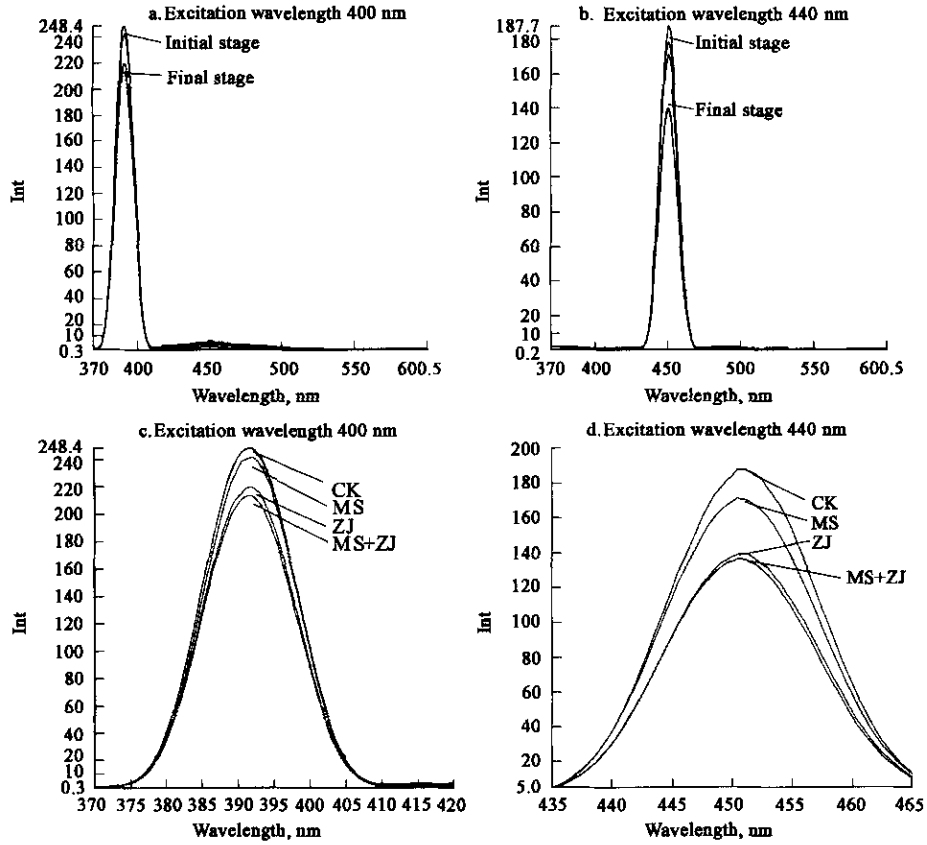 a. Excitation wavelength 400 nm
248.4
240
220
200
180
160
140
120
100
80
60
40
20
10
0.3
Int
Initial stage
Final stage
370 400 450 500 550 600.5
Wavelength, nm
b. Excitation wavelength 440 nm
187.7
180
160
140
120
100
80
60
40
20
10
0.2
Int
Initial stage
Final stage
370 400 450 500 550 600.5
Wavelength, nm
c. Excitation wavelength 400 nm
248.4
240
220
200
180
160
140
120
100
80
60
40
20
10
0.3
Int
CK
MS
ZJ
MS+ZJ
370 375 380 385 390 395 400 405 410 415 420
Wavelength, nm
d. Excitation wavelength 440 nm
200
180
160
140
120
100
80
60
40
20
5.0
Int
CK
MS
ZJ
MS+ZJ
435 440 445 450 455 460 465
Wavelength, nm